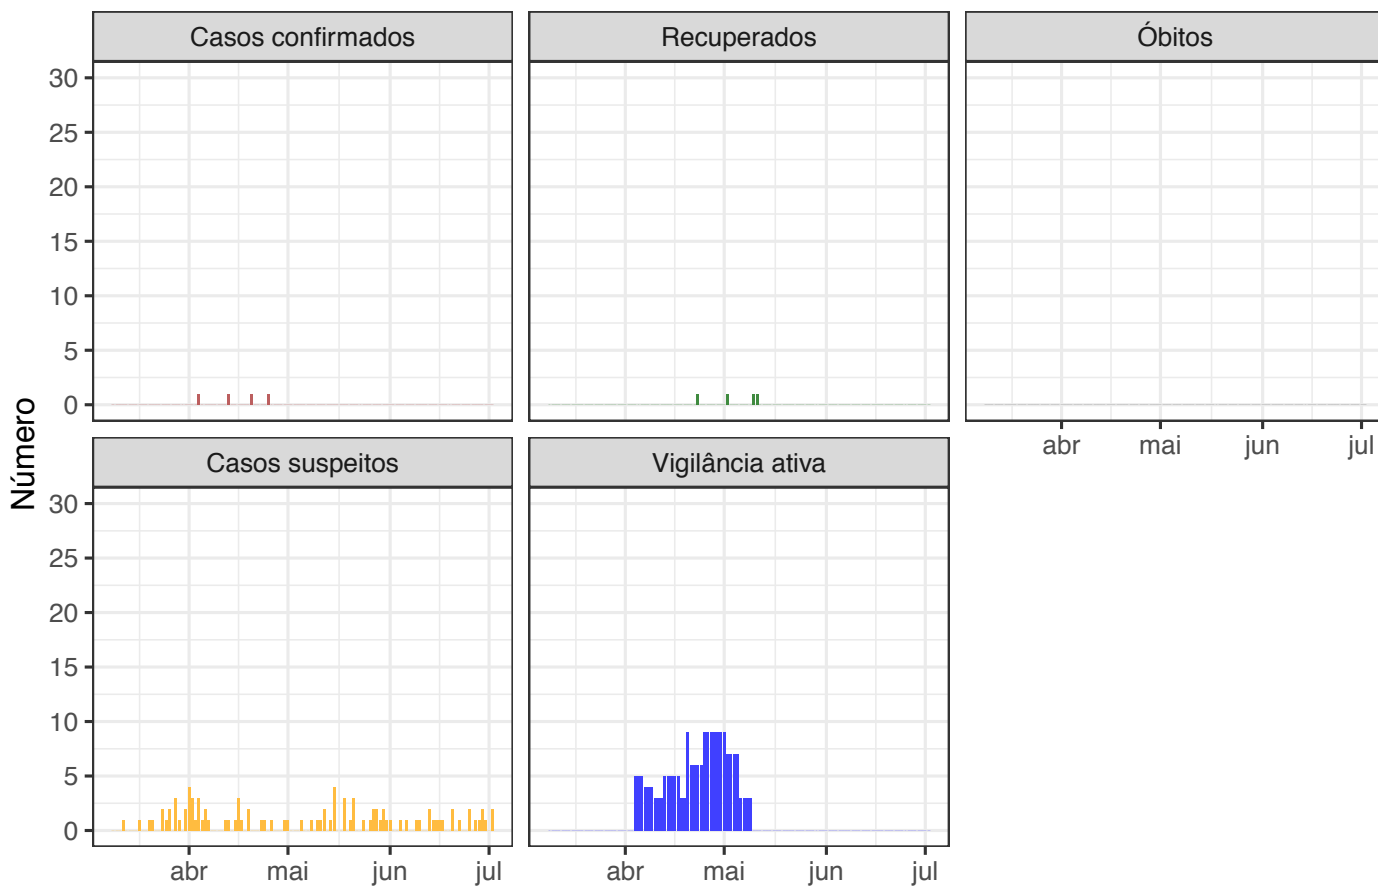 Casos confirmados
Recuperados
Óbitos
30
25
20
15
10
5
0
abr mai jun jul
Número
Casos suspeitos
Vigilância ativa
30
25
20
15
10
5
0
abr mai jun jul
abr mai jun jul